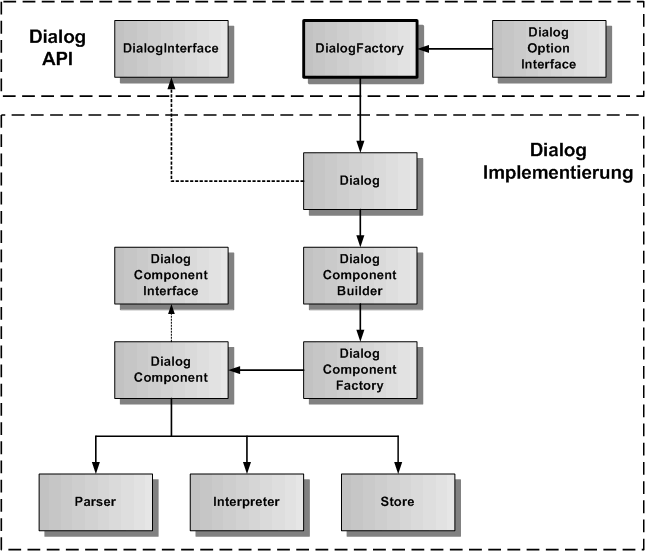 Dialog
API
DialogInterface
DialogFactory
Dialog
Option
Interface
Dialog
Implementierung
Dialog
Dialog
Component
Interface
Dialog
Component
Builder
Dialog
Component
Dialog
Component
Factory
Parser
Interpreter
Store